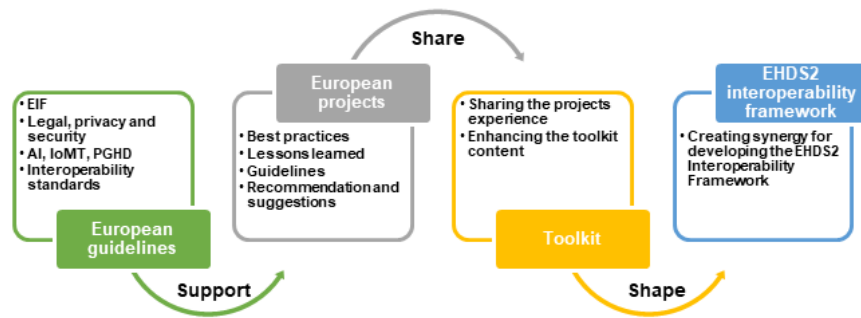 Share
European
projects
EHDS2
interoperability
framework
• EIF
• Legal, privacy and
security
• AI, IoMT, PGHD
• Interoperability
standards
European
guidelines
• Best practices
• Lessons learned
• Guidelines
• Recommendation and
suggestions
• Sharing the projects
experience
• Enhancing the toolkit
content
Toolkit
• Creating synergy for
developing the EHDS2
Interoperability
Framework
Support
Shape